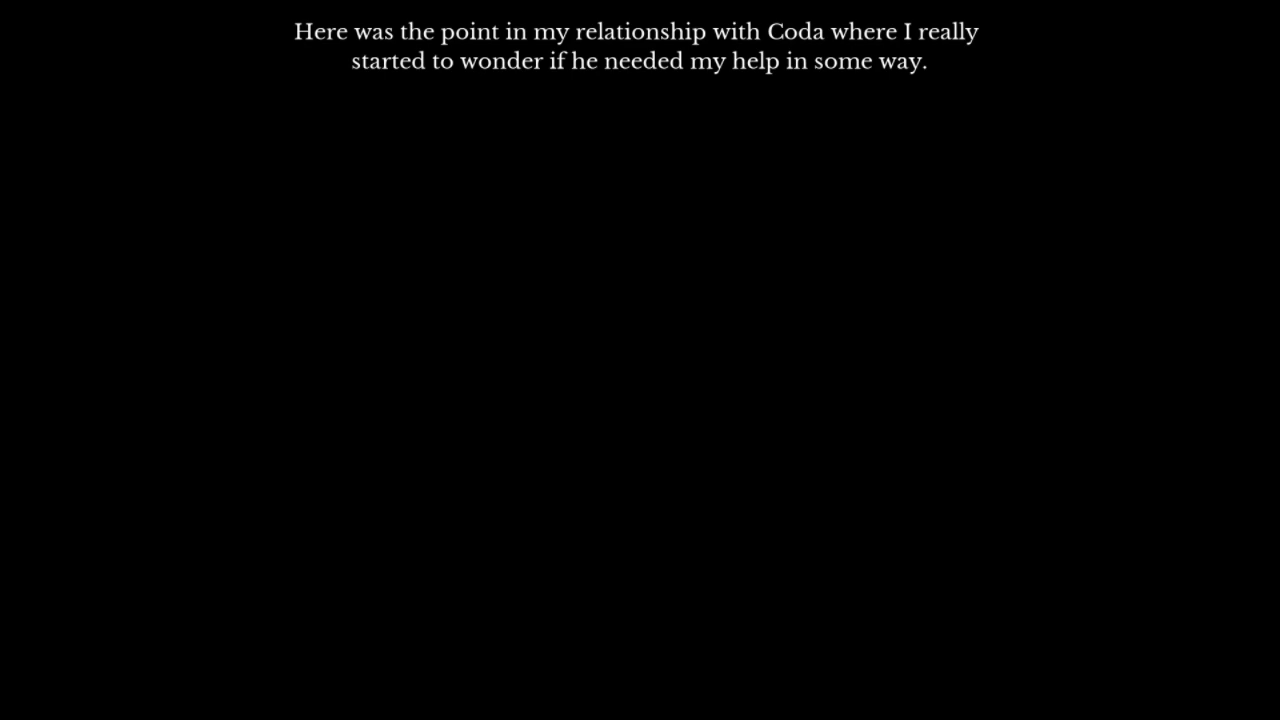 Here was the point in my relationship with Coda where I really
started to wonder if he needed my help in some way.